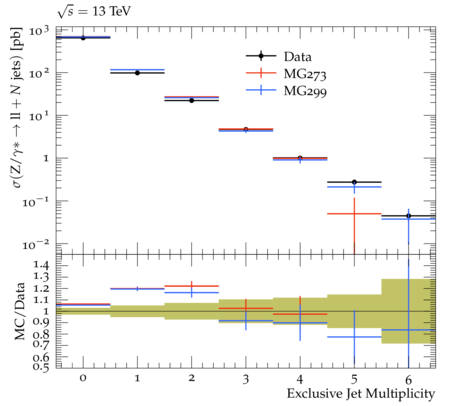 √s = 13 TeV
σ(Z/γ* → ll + N jets) [pb]
10³
10²
10¹
1
10⁻¹
10⁻²
Data
MG273
MG299
MC/Data
1.4
1.3
1.2
1.1
1
0.9
0.8
0.7
0.6
0.5
0 1 2 3 4 5 6
Exclusive Jet Multiplicity